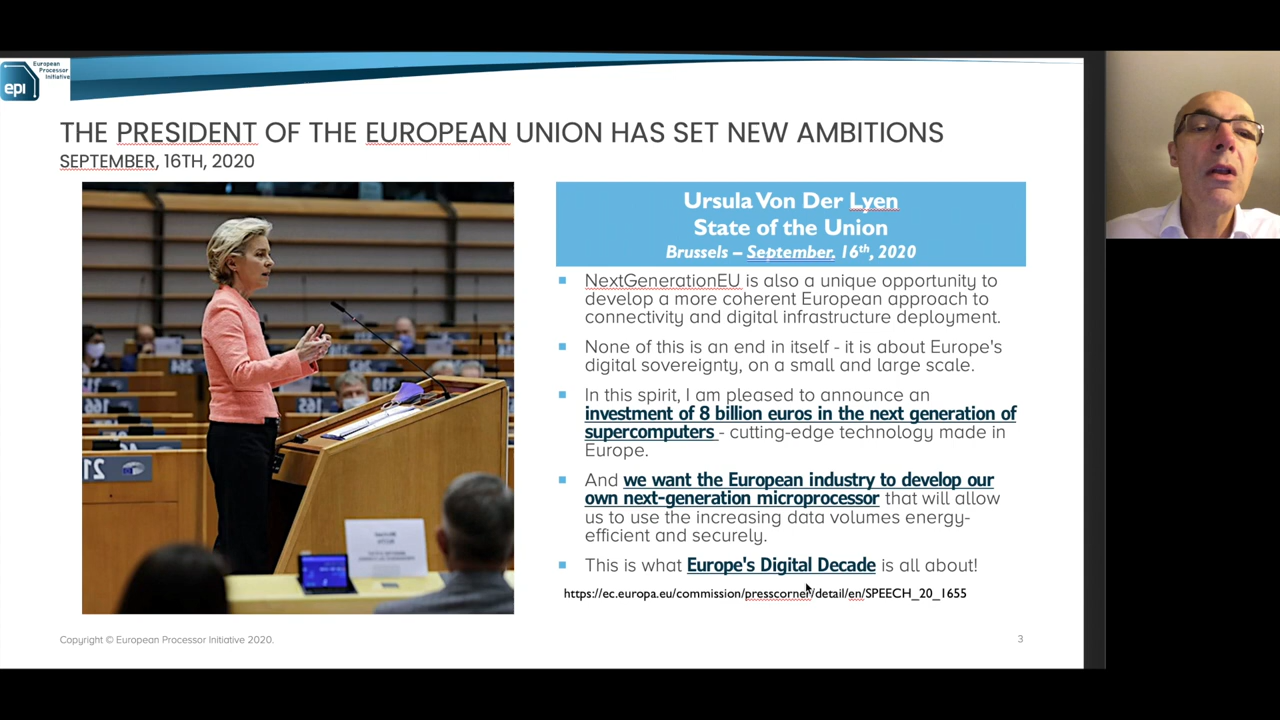 European
Processor
Initiative
epi
THE PRESIDENT OF THE EUROPEAN UNION HAS SET NEW AMBITIONS
SEPTEMBER, 16TH, 2020
Ursula Von Der Lyen
State of the Union
Brussels – September. 16th, 2020
NextGenerationEU is also a unique opportunity to
develop a more coherent European approach to
connectivity and digital infrastructure deployment.
None of this is an end in itself - it is about Europe's
digital sovereignty, on a small and large scale.
In this spirit, I am pleased to announce an
investment of 8 billion euros in the next generation of
supercomputers - cutting-edge technology made in
Europe.
And we want the European industry to develop our
own next-generation microprocessor that will allow
us to use the increasing data volumes energy-
efficient and securely.
This is what Europe's Digital Decade is all about!
https://ec.europa.eu/commission/presscorner/detail/en/SPEECH_20_1655
Copyright © European Processor Initiative 2020.
3